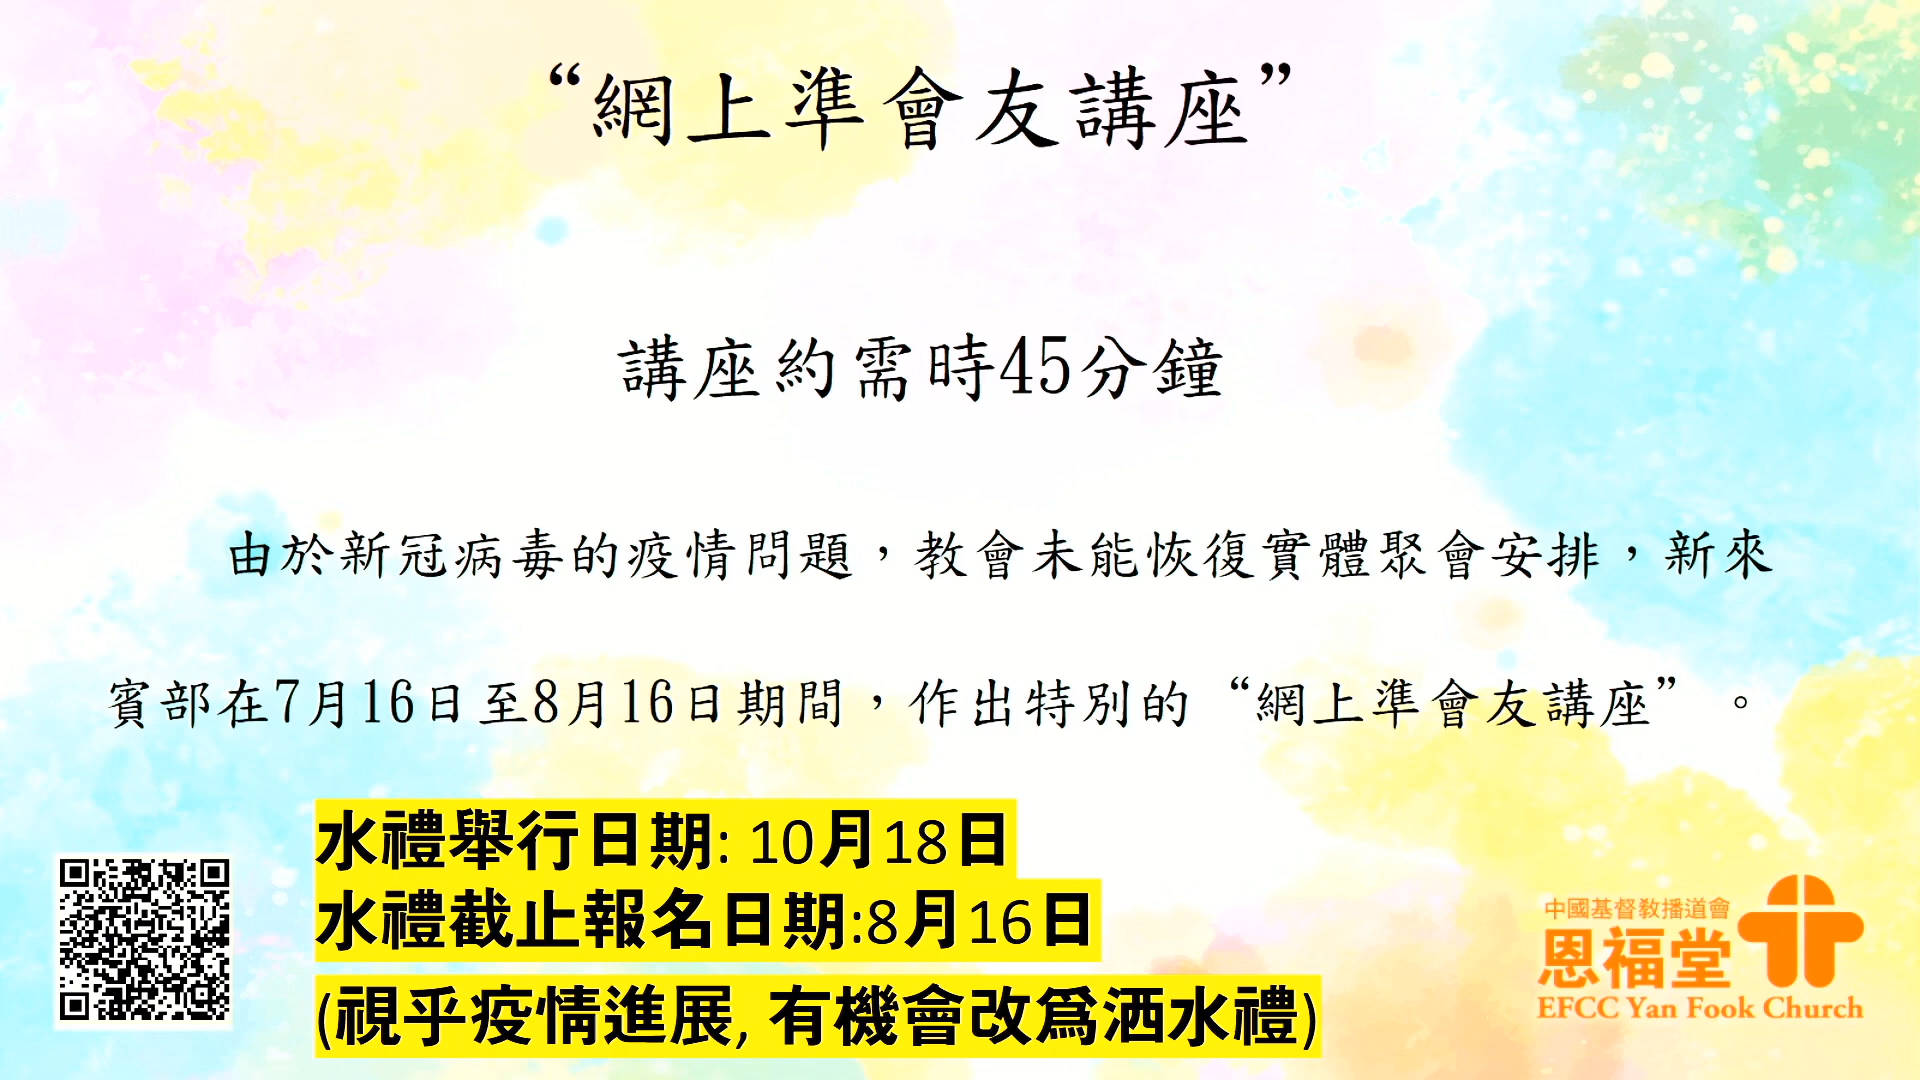 “網上準會友講座”
講座約需時45分鐘
由於新冠病毒的疫情問題，教會未能恢復實體聚會安排，新來
賓部在7月16日至8月16日期間，作出特別的“網上準會友講座”。
水禮舉行日期: 10月18日
水禮截止報名日期:8月16日
(視乎疫情進展, 有機會改為洒水禮)
中國基督教播道會
恩福堂
EFCC Yan Fook Church